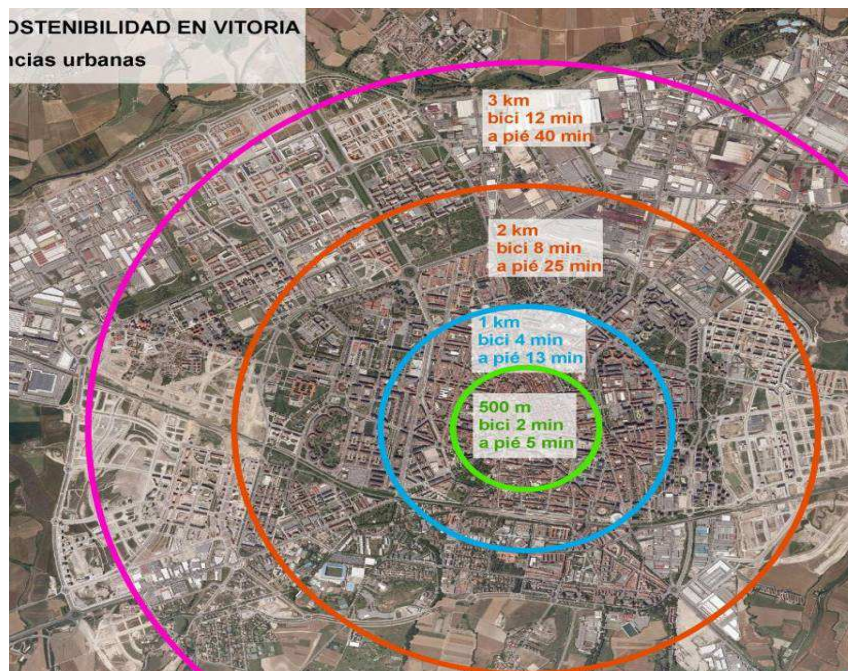 OSTENIBILIDAD EN VITORIA
ncias urbanas
3 km
bici 12 min
a pié 40 min
2 km
bici 8 min
a pié 25 min
1 km
bici 4 min
a pié 13 min
500 m
bici 2 min
a pié 5 min